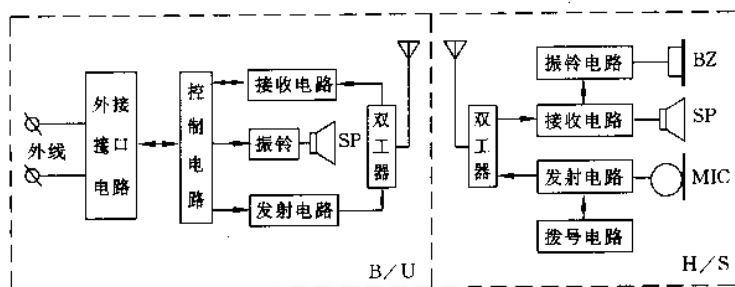 外接
接口
电路
外线
控制电路
接收电路
振铃
SP
发射电路
双工器
B/U
双工器
振铃电路
BZ
接收电路
SP
发射电路
MIC
拨号电路
H/S